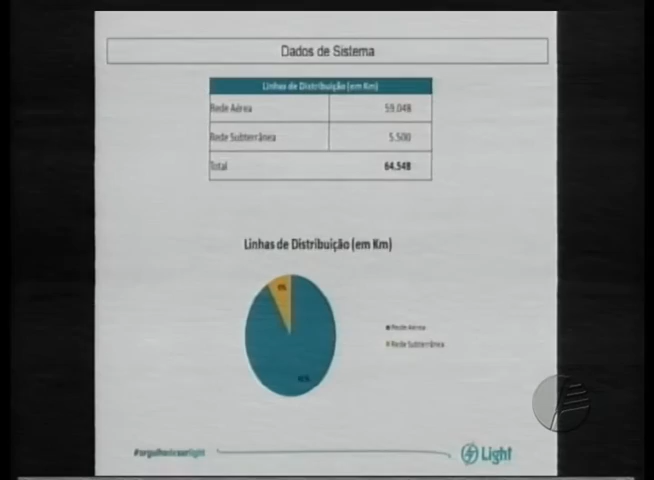 Dados de Sistema
Linhas de Distribuição (em Km)
Rede Aérea 59.048
Rede Subterrânea 5.500
Total 64.548
Linhas de Distribuição (em Km)
Rede Aérea
Rede Subterrânea
#orgulhodeserlight
Light